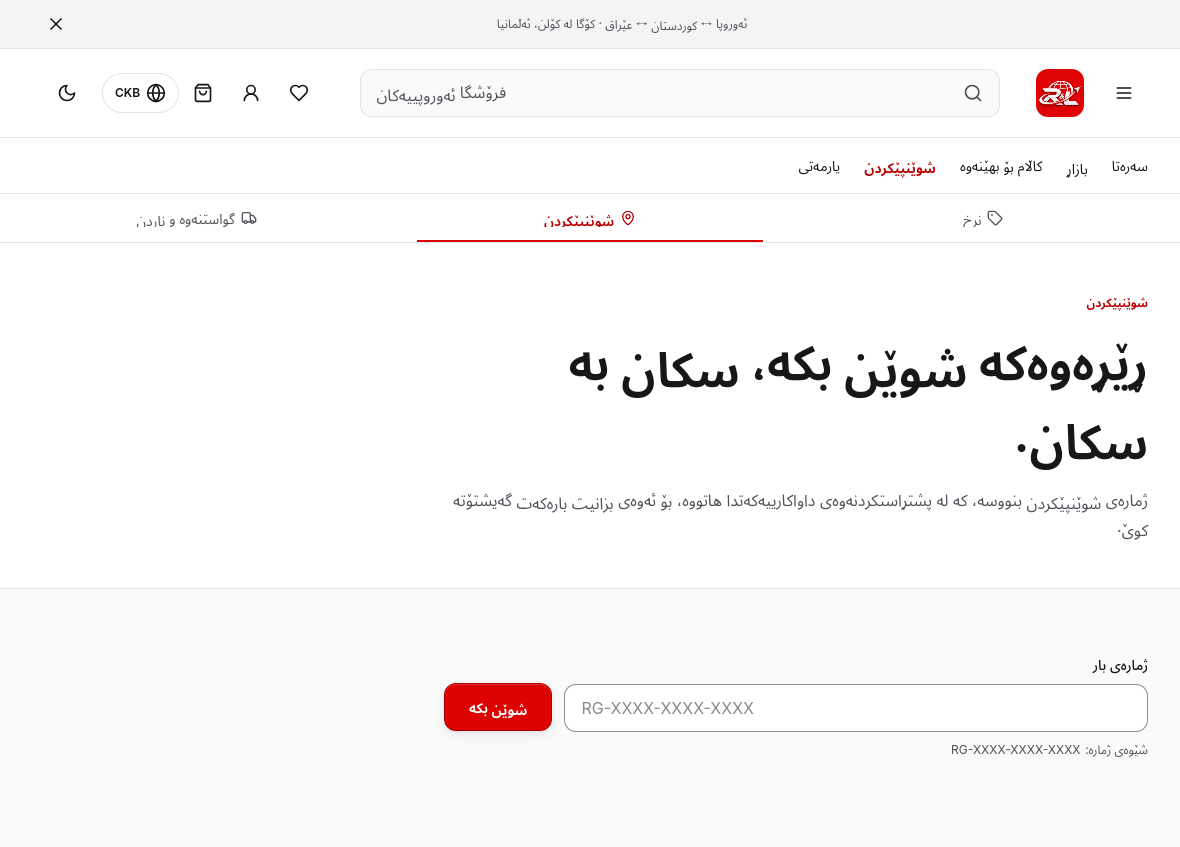 ئەوروپا ↔ کوردستان ↔ عێراق · کۆگا لە کۆلن، ئەڵمانیا
فرۆشگا ئەوروپییەکان
CKB
سەرەتا
بازاڕ
کاڵام بۆ بهێنەوە
شوێنپێکردن
یارمەتی
نرخ
شوێنپێکردن
گواستنەوە و ناردن
شوێنپێکردن
ڕێڕەوەکە شوێن بکە، سکان بە
سکان.
ژمارەی شوێنپێکردن بنووسە، کە لە پشتڕاستکردنەوەی داواکارییەکەتدا هاتووە، بۆ ئەوەی بزانیت بارەکەت گەیشتۆتە
کوێ.
ژمارەی بار
RG-XXXX-XXXX-XXXX
شوێن بکە
شێوەی ژمارە: RG-XXXX-XXXX-XXXX